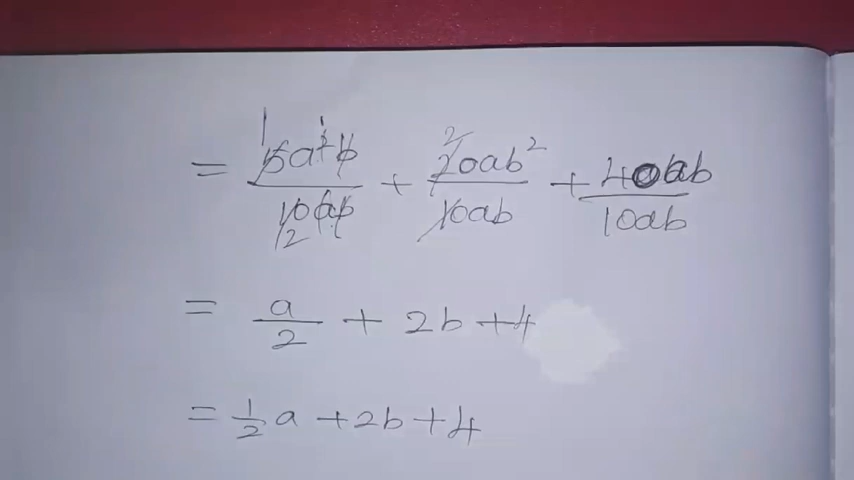 = 5a²b/10ab + 20ab²/10ab + 40ab/10ab
= a/2 + 2b + 4
= 1/2 a + 2b + 4